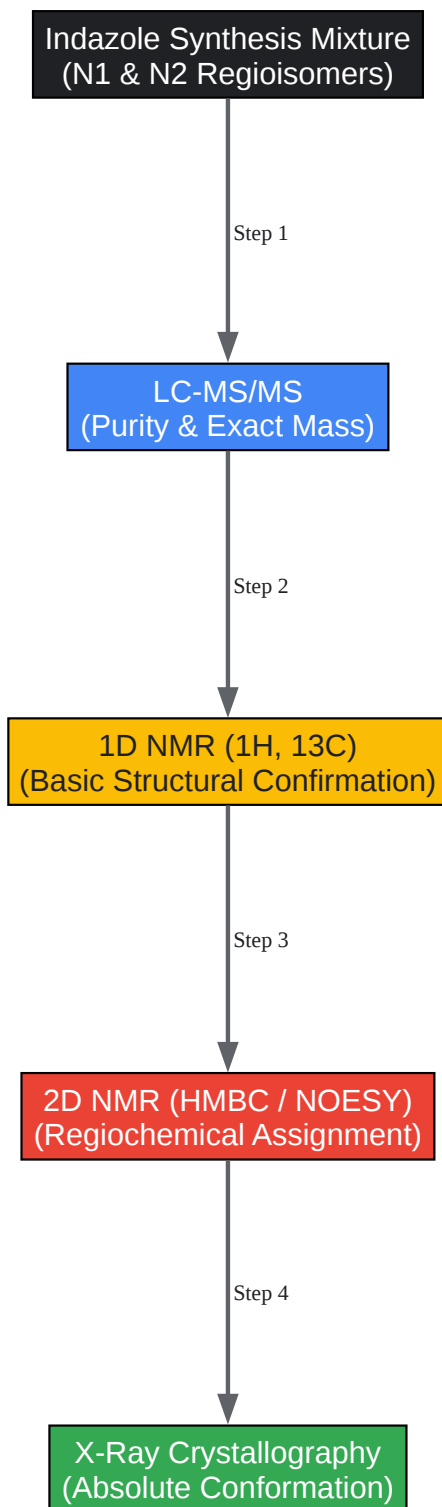 Indazole Synthesis Mixture
(N1 & N2 Regioisomers)
Step 1
LC-MS/MS
(Purity & Exact Mass)
Step 2
1D NMR (1H, 13C)
(Basic Structural Confirmation)
Step 3
2D NMR (HMBC / NOESY)
(Regiochemical Assignment)
Step 4
X-Ray Crystallography
(Absolute Conformation)